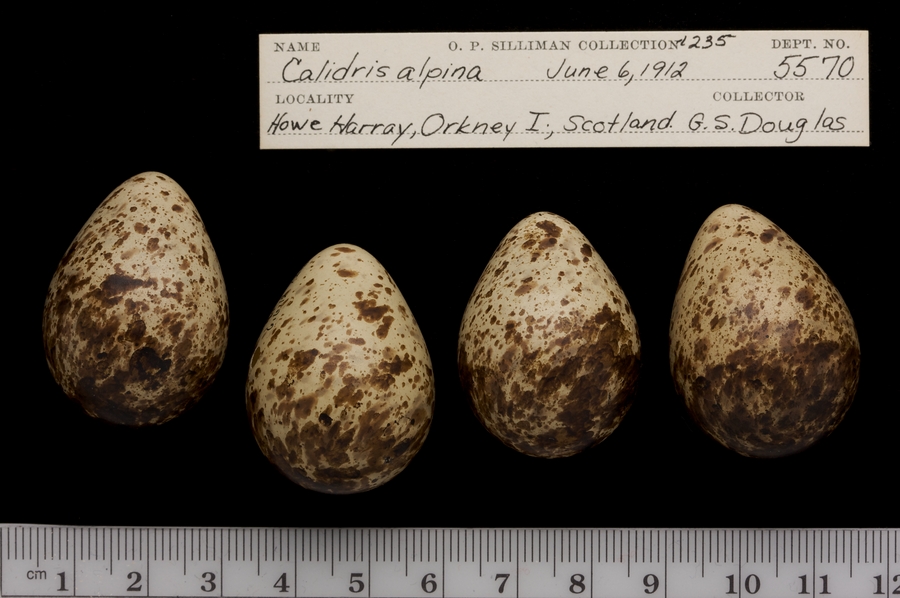 NAME O. P. SILLIMAN COLLECTION 1235 DEPT. NO.
Calidris alpina June 6, 1912 5570
LOCALITY COLLECTOR
Howe Harray, Orkney I., Scotland. G. S. Douglas
cm 1 2 3 4 5 6 7 8 9 10 11 12